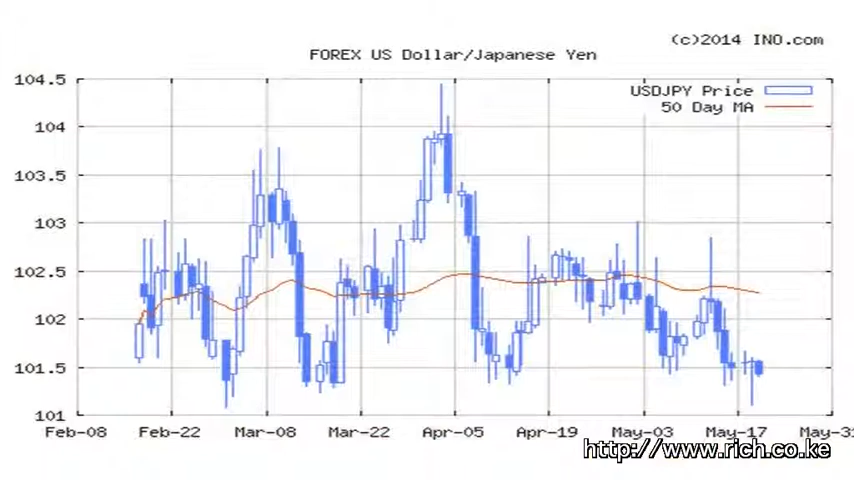 (c)2014 INO.com
FOREX US Dollar/Japanese Yen
USDJPY Price
50 Day MA
104.5
104
103.5
103
102.5
102
101.5
101
Feb-08 Feb-22 Mar-08 Mar-22 Apr-05 Apr-19 May-03 May-17 May-31
http://www.rich.co.ke